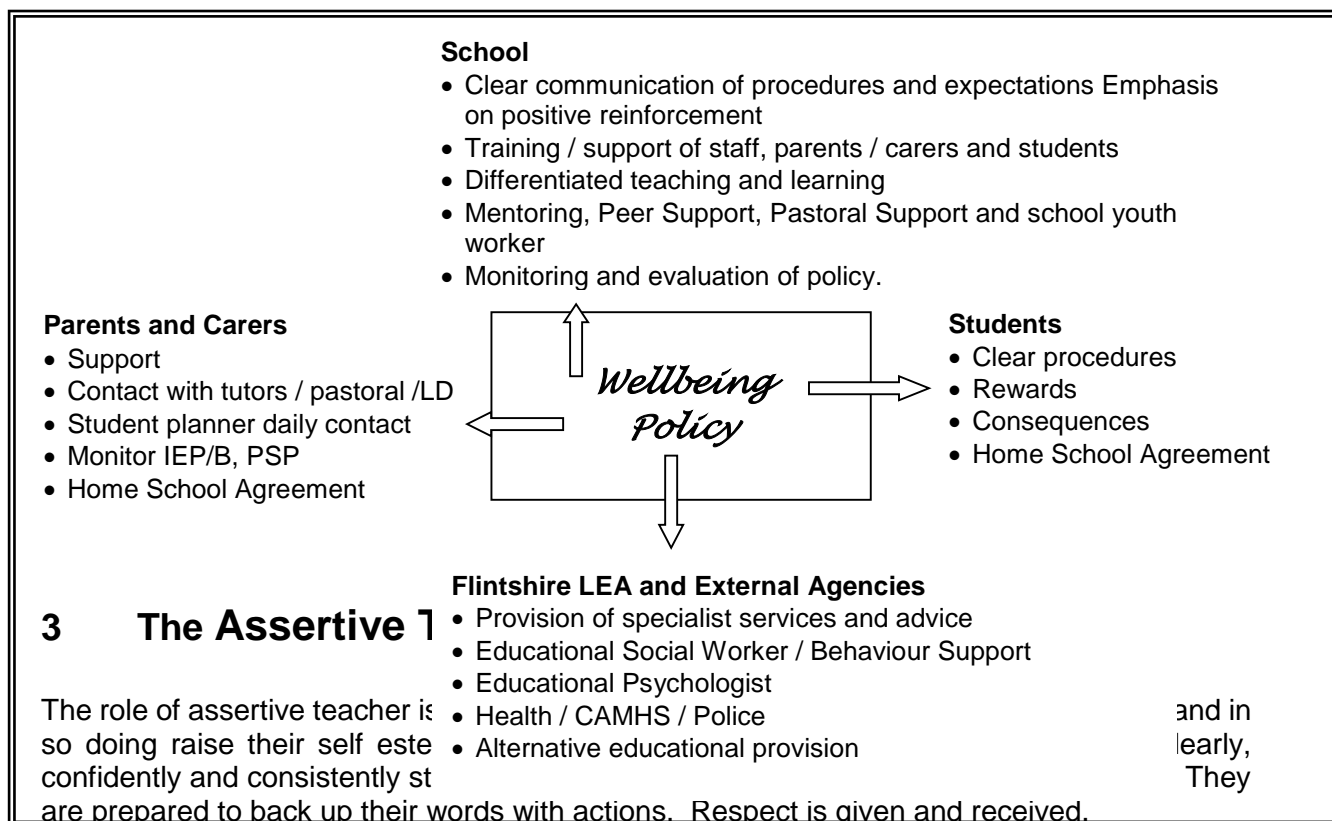 School
• Clear communication of procedures and expectations Emphasis
on positive reinforcement
• Training / support of staff, parents / carers and students
• Differentiated teaching and learning
• Mentoring, Peer Support, Pastoral Support and school youth
worker
• Monitoring and evaluation of policy.
Parents and Carers
• Support
• Contact with tutors / pastoral /LD
• Student planner daily contact
• Monitor IEP/B, PSP
• Home School Agreement
Wellbeing
Policy
Students
• Clear procedures
• Rewards
• Consequences
• Home School Agreement
Flintshire LEA and External Agencies
• Provision of specialist services and advice
• Educational Social Worker / Behaviour Support
• Educational Psychologist
• Health / CAMHS / Police
• Alternative educational provision
3 The Assertive
The role of assertive teacher is and in
so doing raise their self
confidently and consistently They
are prepared to back up their words with actions. Respect is given and received.